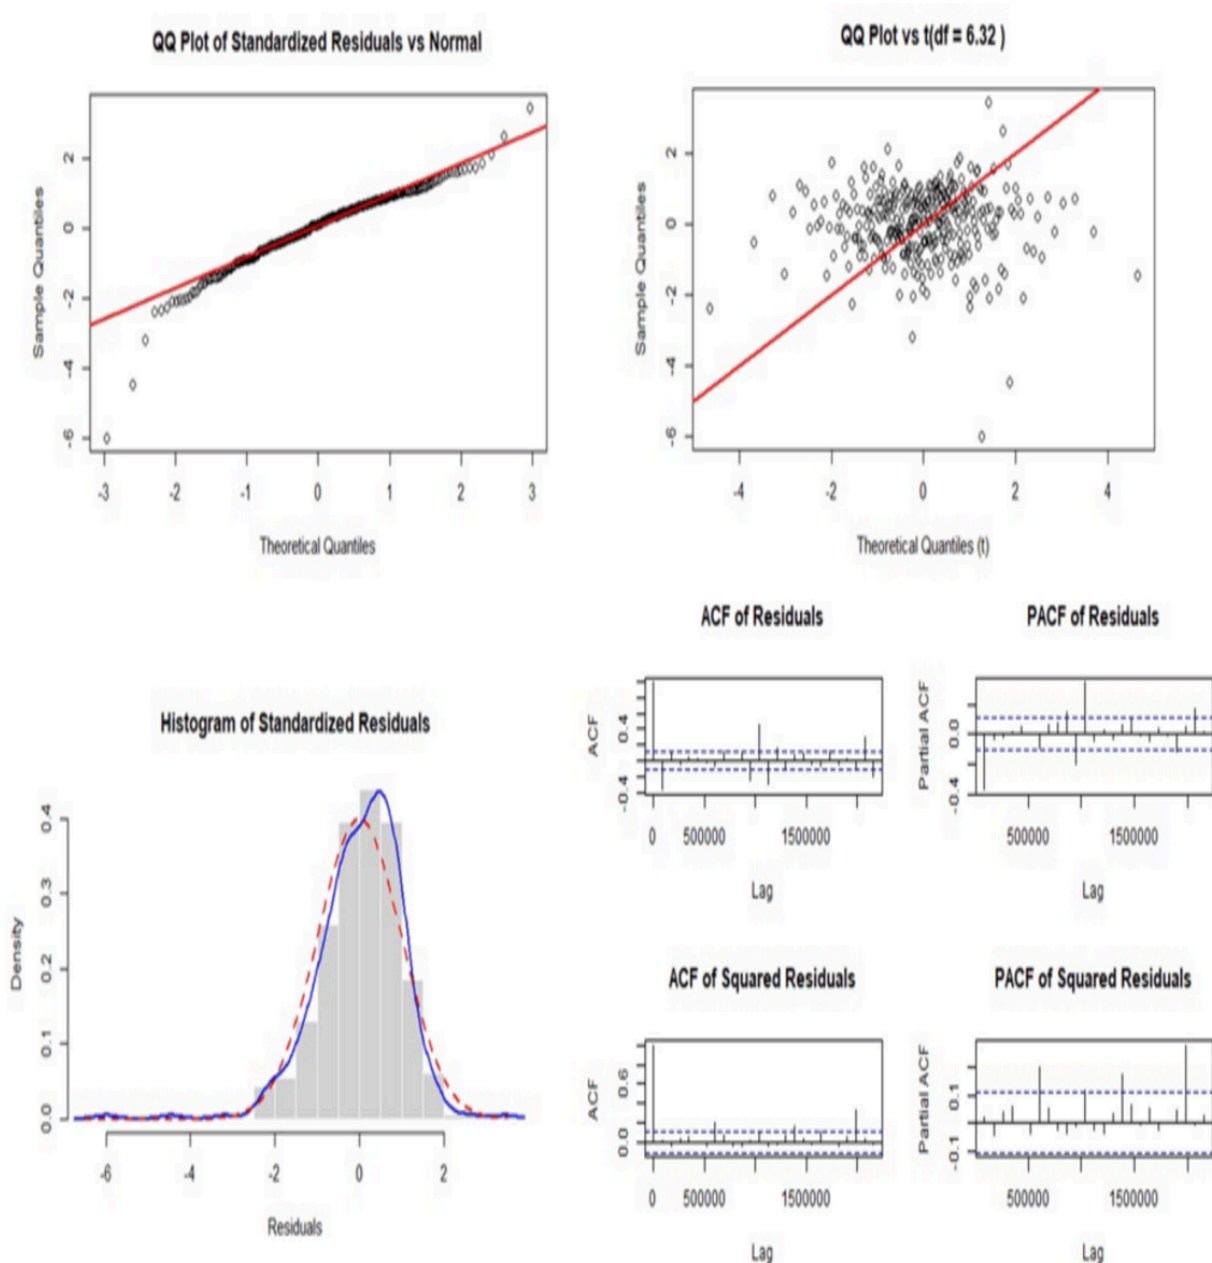 QQ Plot of Standardized Residuals vs Normal
Sample Quantiles
2
0
-2
-4
-6
-3 -2 -1 0 1 2 3
Theoretical Quantiles
QQ Plot vs t(df = 6.32 )
Sample Quantiles
2
0
-2
-4
-6
-4 -2 0 2 4
Theoretical Quantiles (t)
Histogram of Standardized Residuals
Density
0.4
0.3
0.2
0.1
0.0
-6 -4 -2 0 2
Residuals
ACF of Residuals
ACF
0.4
-0.4
0 500000 1500000
Lag
PACF of Residuals
Partial ACF
0.0
-0.4
500000 1500000
Lag
ACF of Squared Residuals
ACF
0.6
0.0
0 500000 1500000
Lag
PACF of Squared Residuals
Partial ACF
0.1
-0.1
500000 1500000
Lag